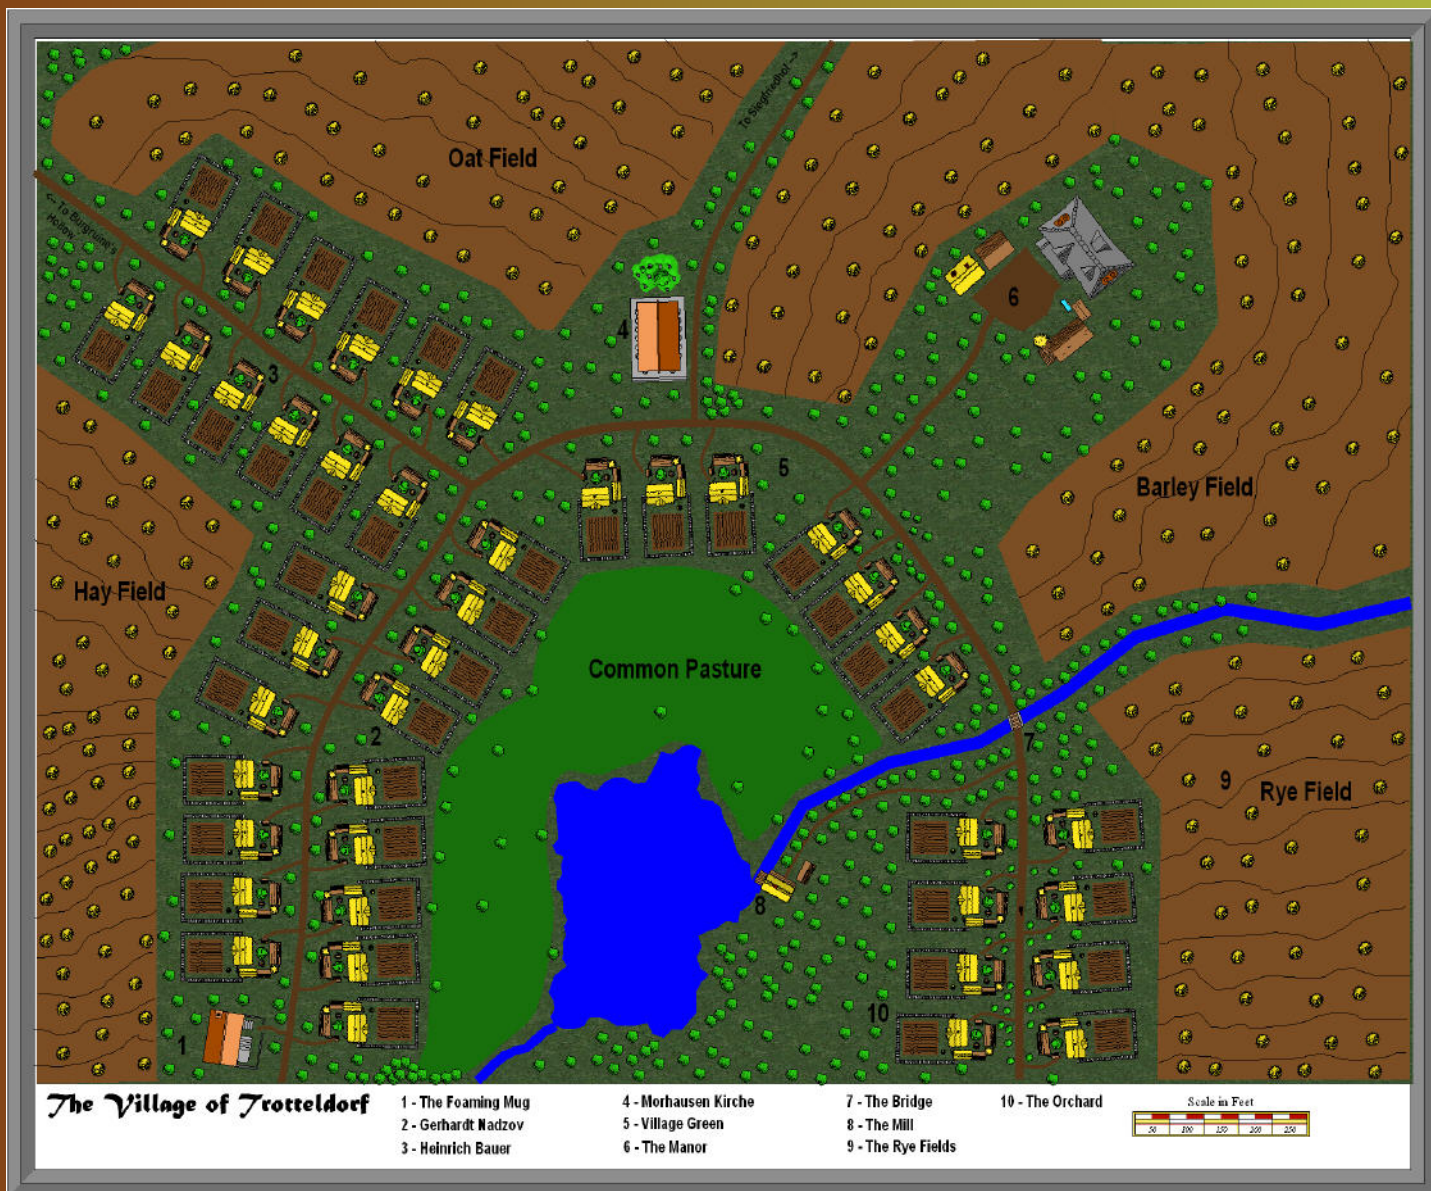 To Siegfriedhof -->
Oat Field
<-- To Burgruine's
Hollow
6
4
3
5
Barley Field
Hay Field
Common Pasture
2
7
9
Rye Field
8
10
1
The Village of Trotteldorf
1 - The Foaming Mug
2 - Gerhardt Nadzov
3 - Heinrich Bauer
4 - Morhausen Kirche
5 - Village Green
6 - The Manor
7 - The Bridge
8 - The Mill
9 - The Rye Fields
10 - The Orchard
Scale in Feet
50 100 150 200 250